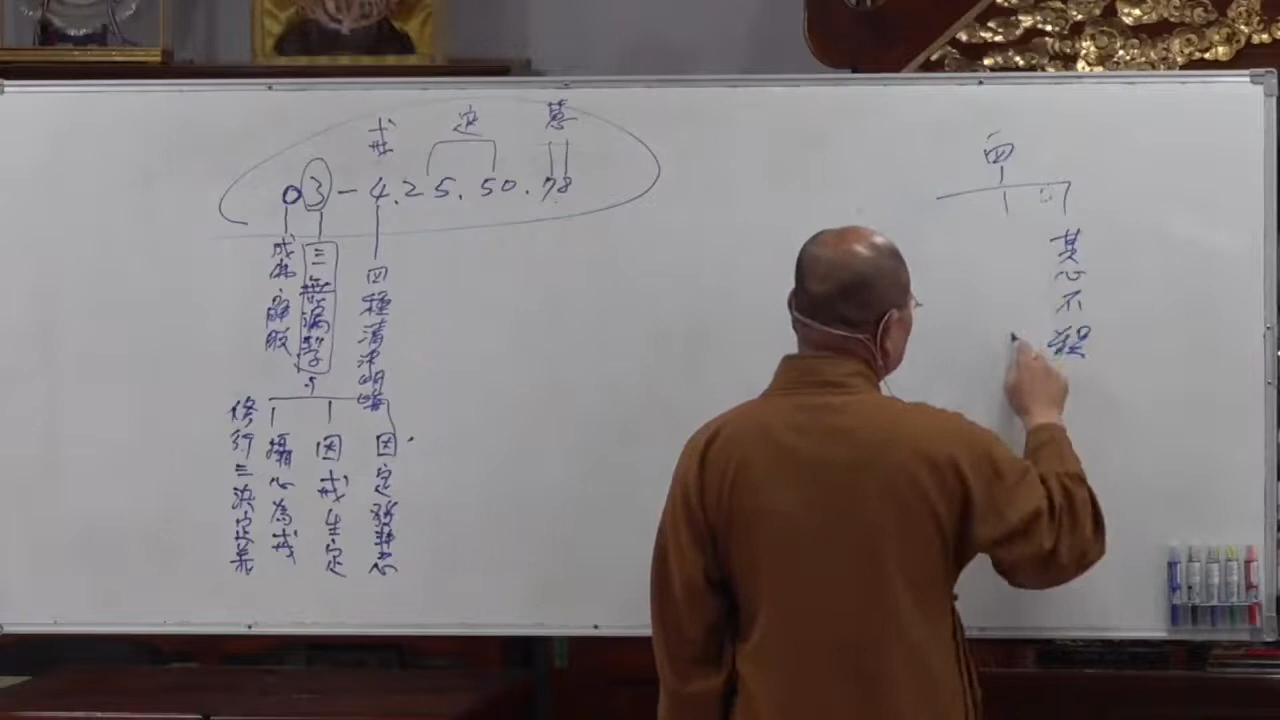 戒 定 慧
03-4.25.50.78
成佛.解脫
三無漏學
四種清淨明誨
修行三決定義
攝心為戒
因戒生定
因定發慧
其心不